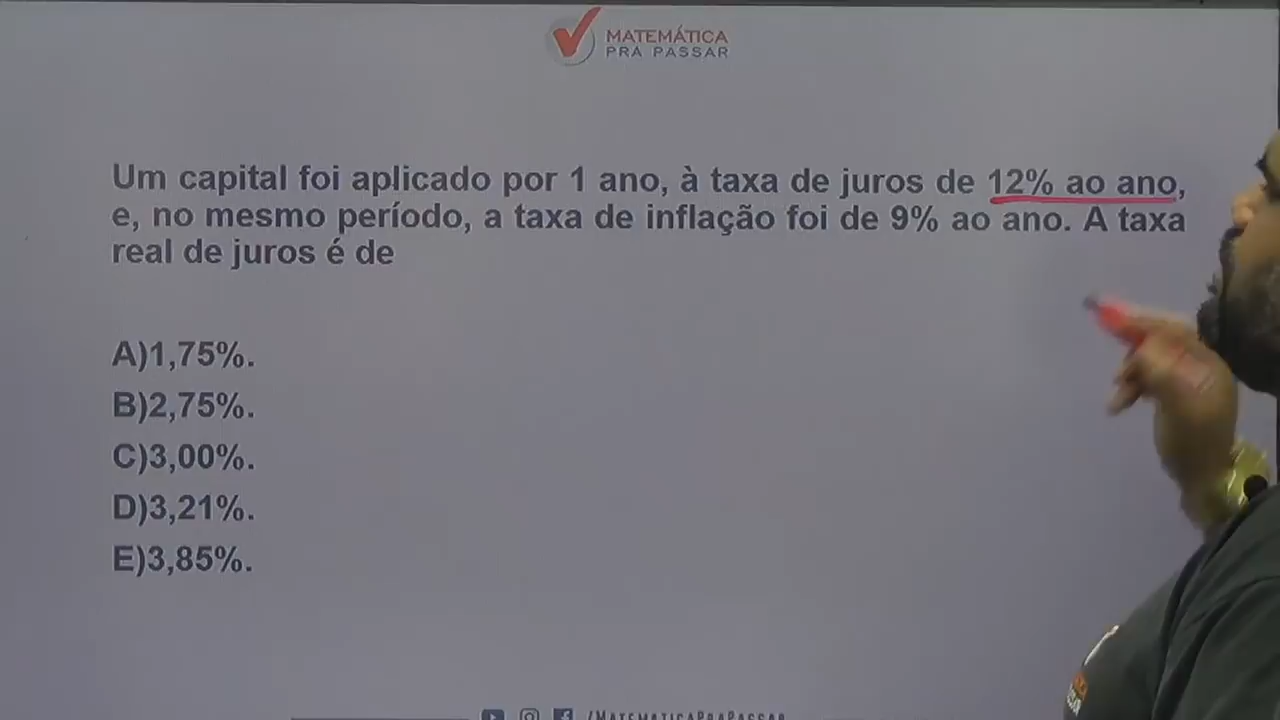 MATEMÁTICA
PRA PASSAR
Um capital foi aplicado por 1 ano, à taxa de juros de 12% ao ano,
e, no mesmo período, a taxa de inflação foi de 9% ao ano. A taxa
real de juros é de
A)1,75%.
B)2,75%.
C)3,00%.
D)3,21%.
E)3,85%.
/MATEMATICAPRAPASSAR